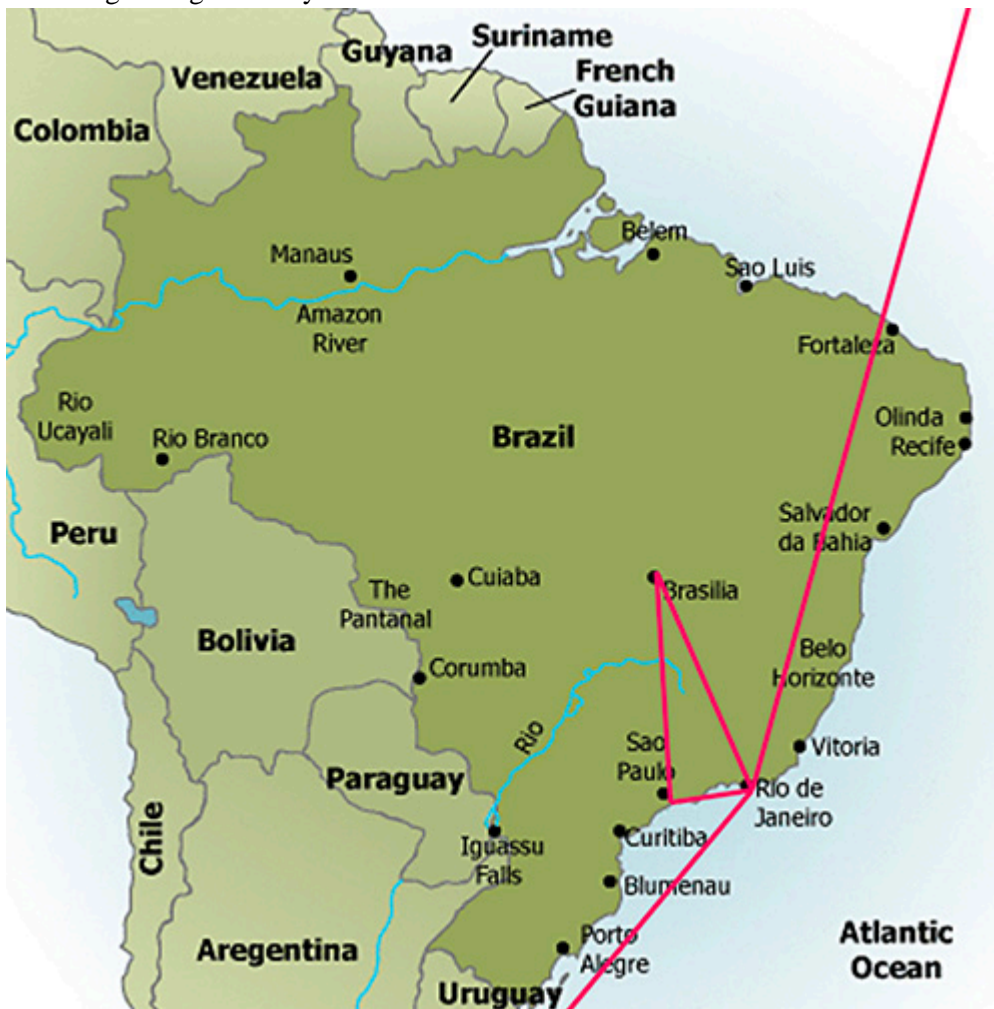 Suriname
Guyana
French
Guiana
Venezuela
Colombia
Belem
Manaus
Sao Luis
Amazon
River
Fortaleza
Rio
Ucayali
Rio Branco
Brazil
Olinda
Recife
Peru
Salvador
da Bahia
Cuiaba
The
Pantanal
Brasilia
Bolivia
Belo
Horizonte
Corumba
Rio
Sao
Paulo
Vitoria
Paraguay
Rio de
Janeiro
Chile
Iguassu
Falls
Curitiba
Blumenau
Aregentina
Porto
Alegre
Atlantic
Ocean
Uruguay